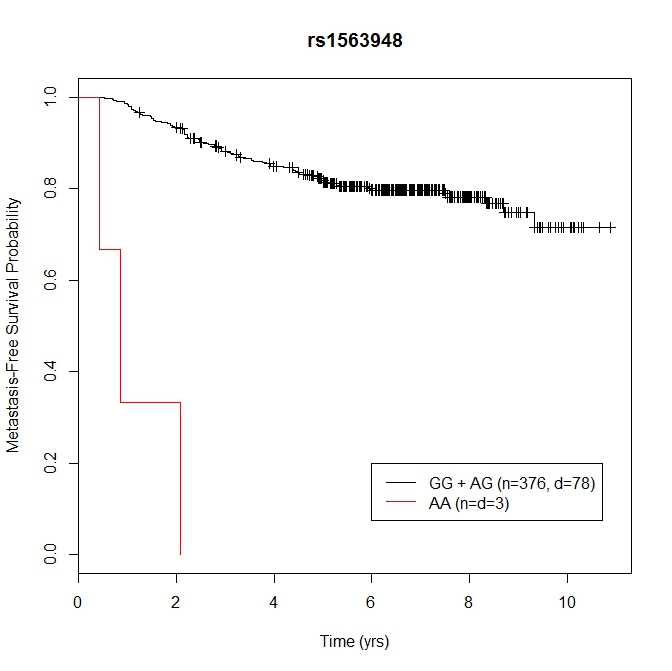 rs1563948
Metastasis-Free Survival Probability
1.0
0.8
0.6
0.4
0.2
0.0
GG + AG (n=376, d=78)
AA (n=d=3)
0 2 4 6 8 10
Time (yrs)